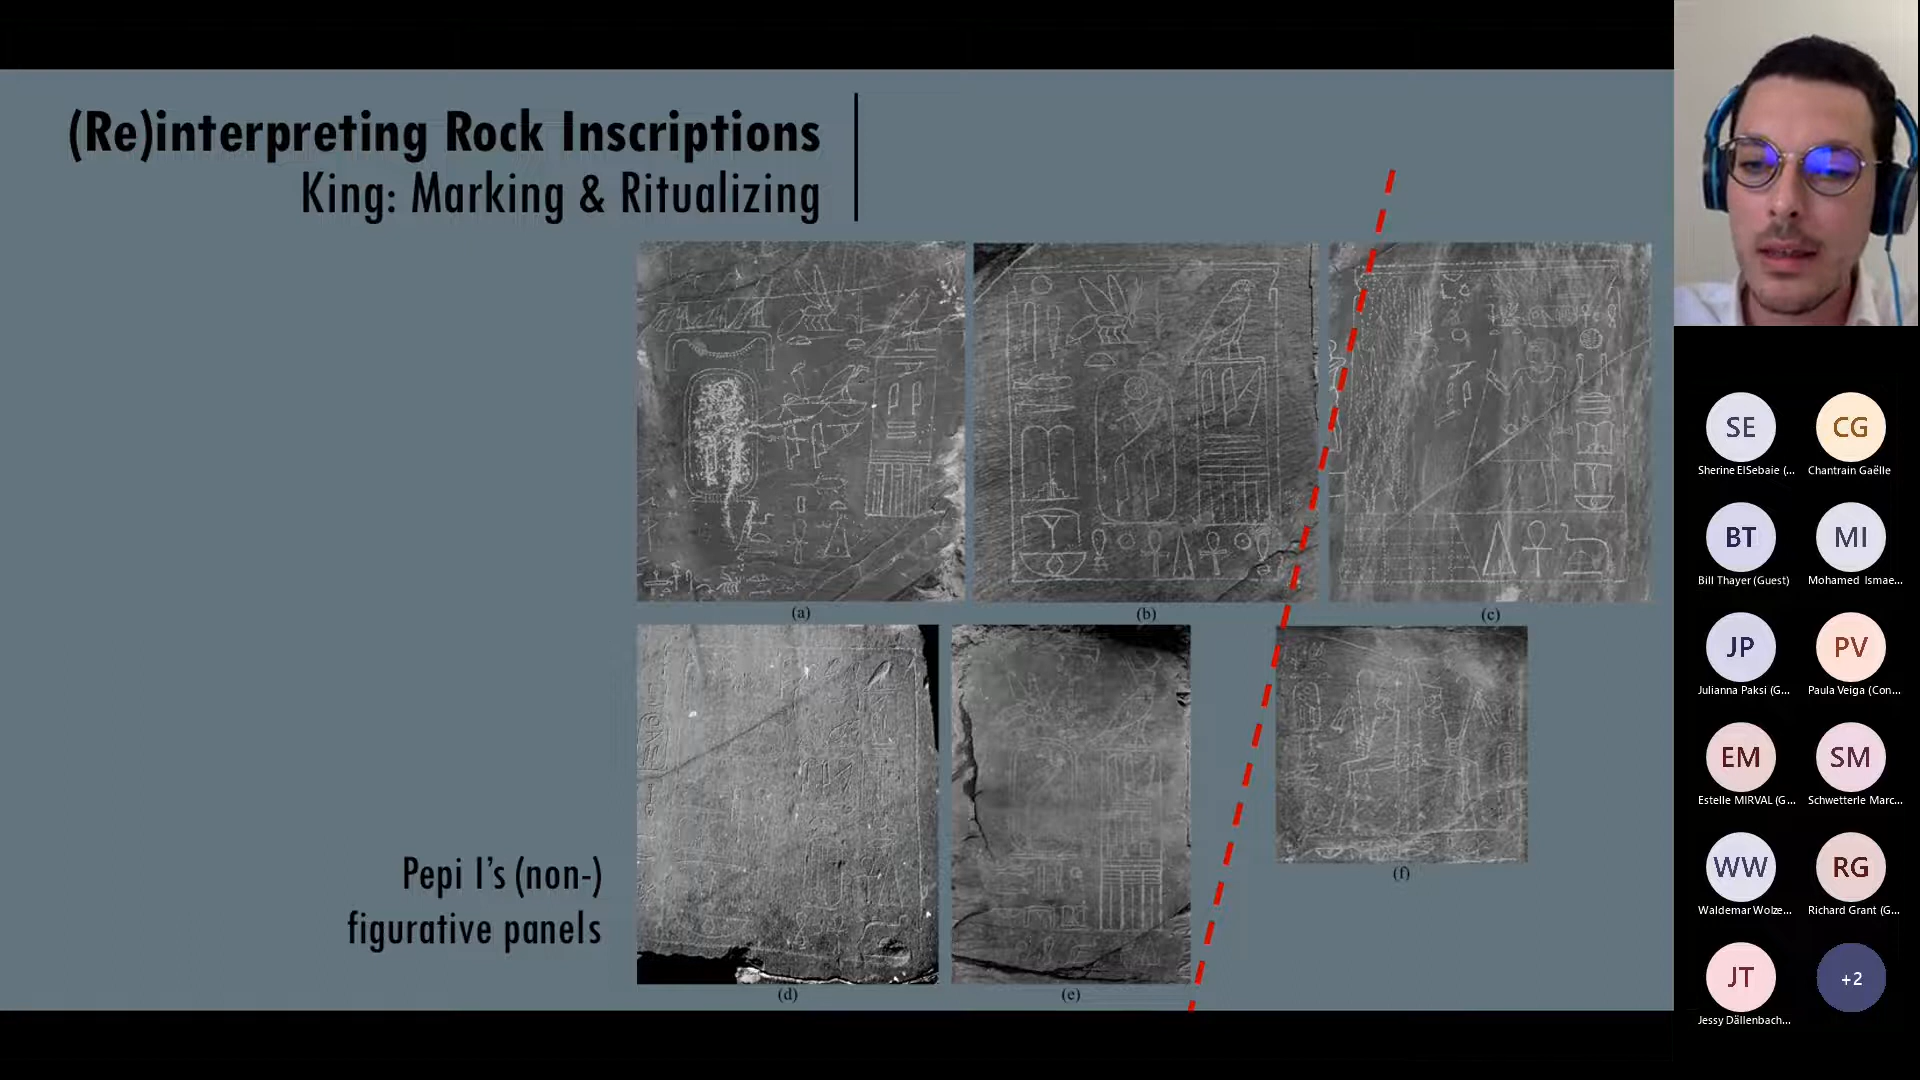 (Re)interpreting Rock Inscriptions
King: Marking & Ritualizing
(a)
(b)
(c)
(d)
(e)
(f)
Pepi I's (non-)
figurative panels
SE
Sherine ElSebaie (...
CG
Chantrain Gaëlle
BT
Bill Thayer (Guest)
MI
Mohamed Ismae...
JP
Julianna Paksi (G...
PV
Paula Veiga (Con...
EM
Estelle MIRVAL (G...
SM
Schwetterle Marc...
WW
Waldemar Wolze...
RG
Richard Grant (G...
JT
Jessy Dällenbach...
+2